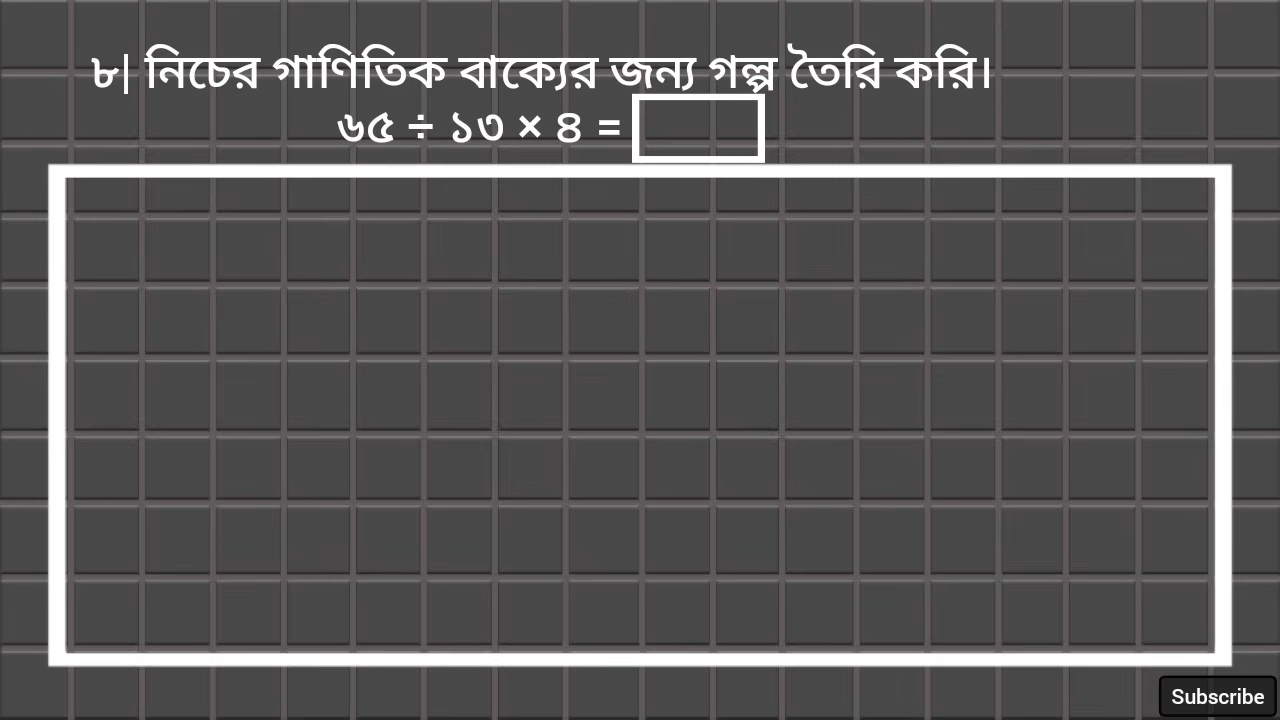 ৮| নিচের গাণিতিক বাক্যের জন্য গল্প তৈরি করি।
৬৫ ÷ ১৩ × ৪ =
Subscribe